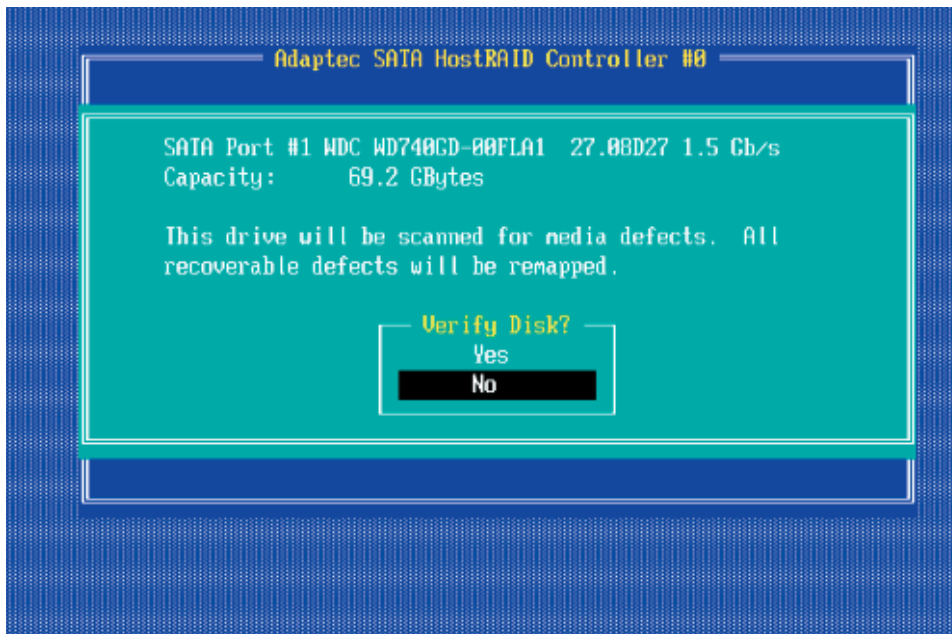 Adaptec SATA HostRAID Controller #0
SATA Port #1 WDC WD740GD-00FLA1 27.08D27 1.5 Gb/s
Capacity: 69.2 GBytes
This drive will be scanned for media defects. All
recoverable defects will be remapped.
Verify Disk?
Yes
No